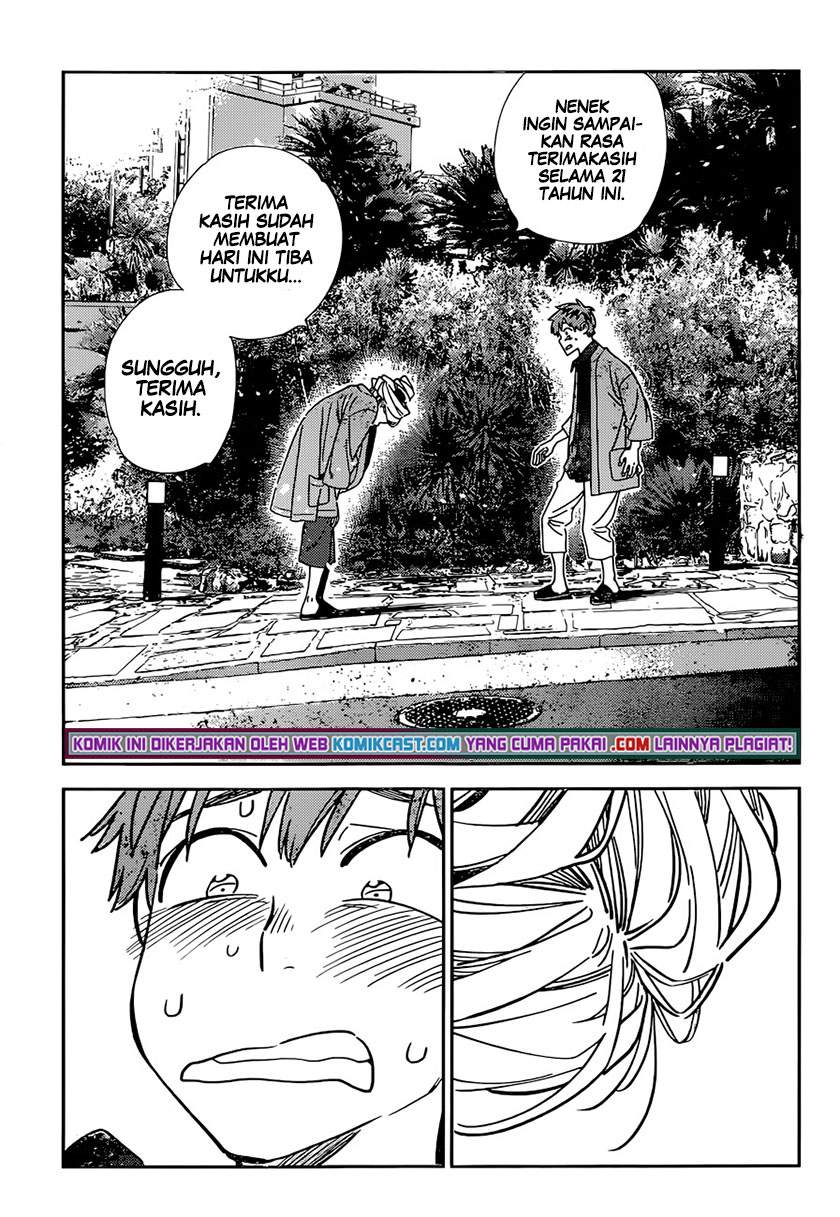 NENEK
INGIN SAMPAI-
KAN RASA
TERIMAKASIH
SELAMA 21
TAHUN INI.
TERIMA
KASIH SUDAH
MEMBUAT
HARI INI TIBA
UNTUKKU...
SUNGGUH,
TERIMA
KASIH.
KOMIK INI DIKERJAKAN OLEH WEB KOMIKCAST.COM YANG CUMA PAKAI .COM LAINNYA PLAGIAT!